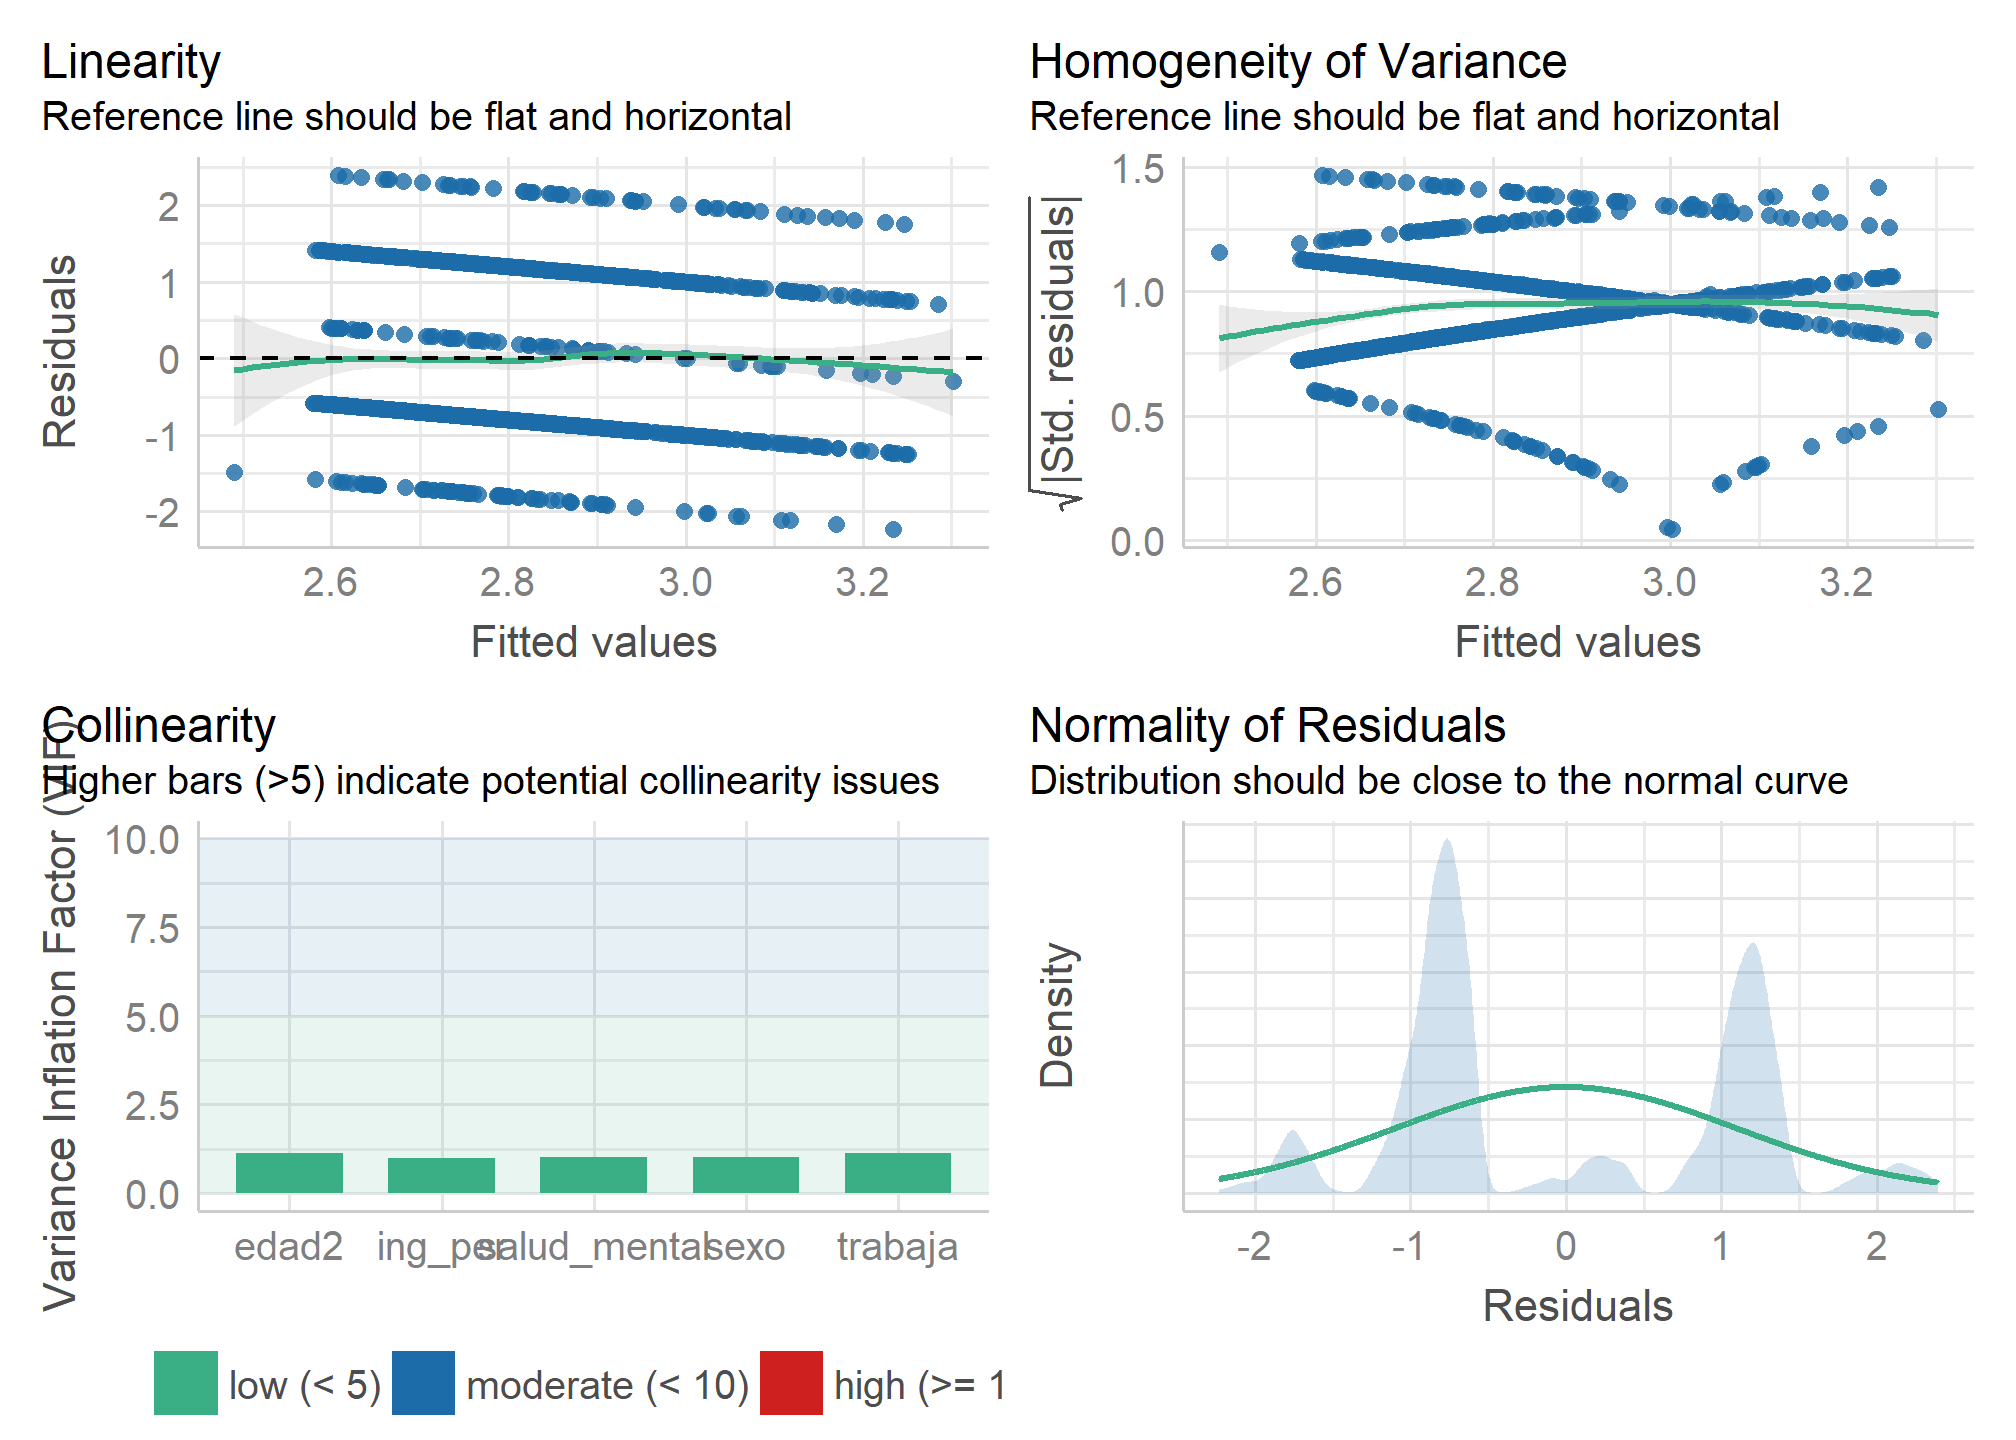 Linearity
Reference line should be flat and horizontal
Residuals
2
1
0
-1
-2
2.6 2.8 3.0 3.2
Fitted values
Homogeneity of Variance
Reference line should be flat and horizontal
√|Std. residuals|
1.5
1.0
0.5
0.0
2.6 2.8 3.0 3.2
Fitted values
Collinearity
Higher bars (>5) indicate potential collinearity issues
Variance Inflation Factor (VIF)
10.0
7.5
5.0
2.5
0.0
edad2 ing_per salud_mental sexo trabaja
low (< 5) moderate (< 10) high (>= 1
Normality of Residuals
Distribution should be close to the normal curve
Density
-2 -1 0 1 2
Residuals